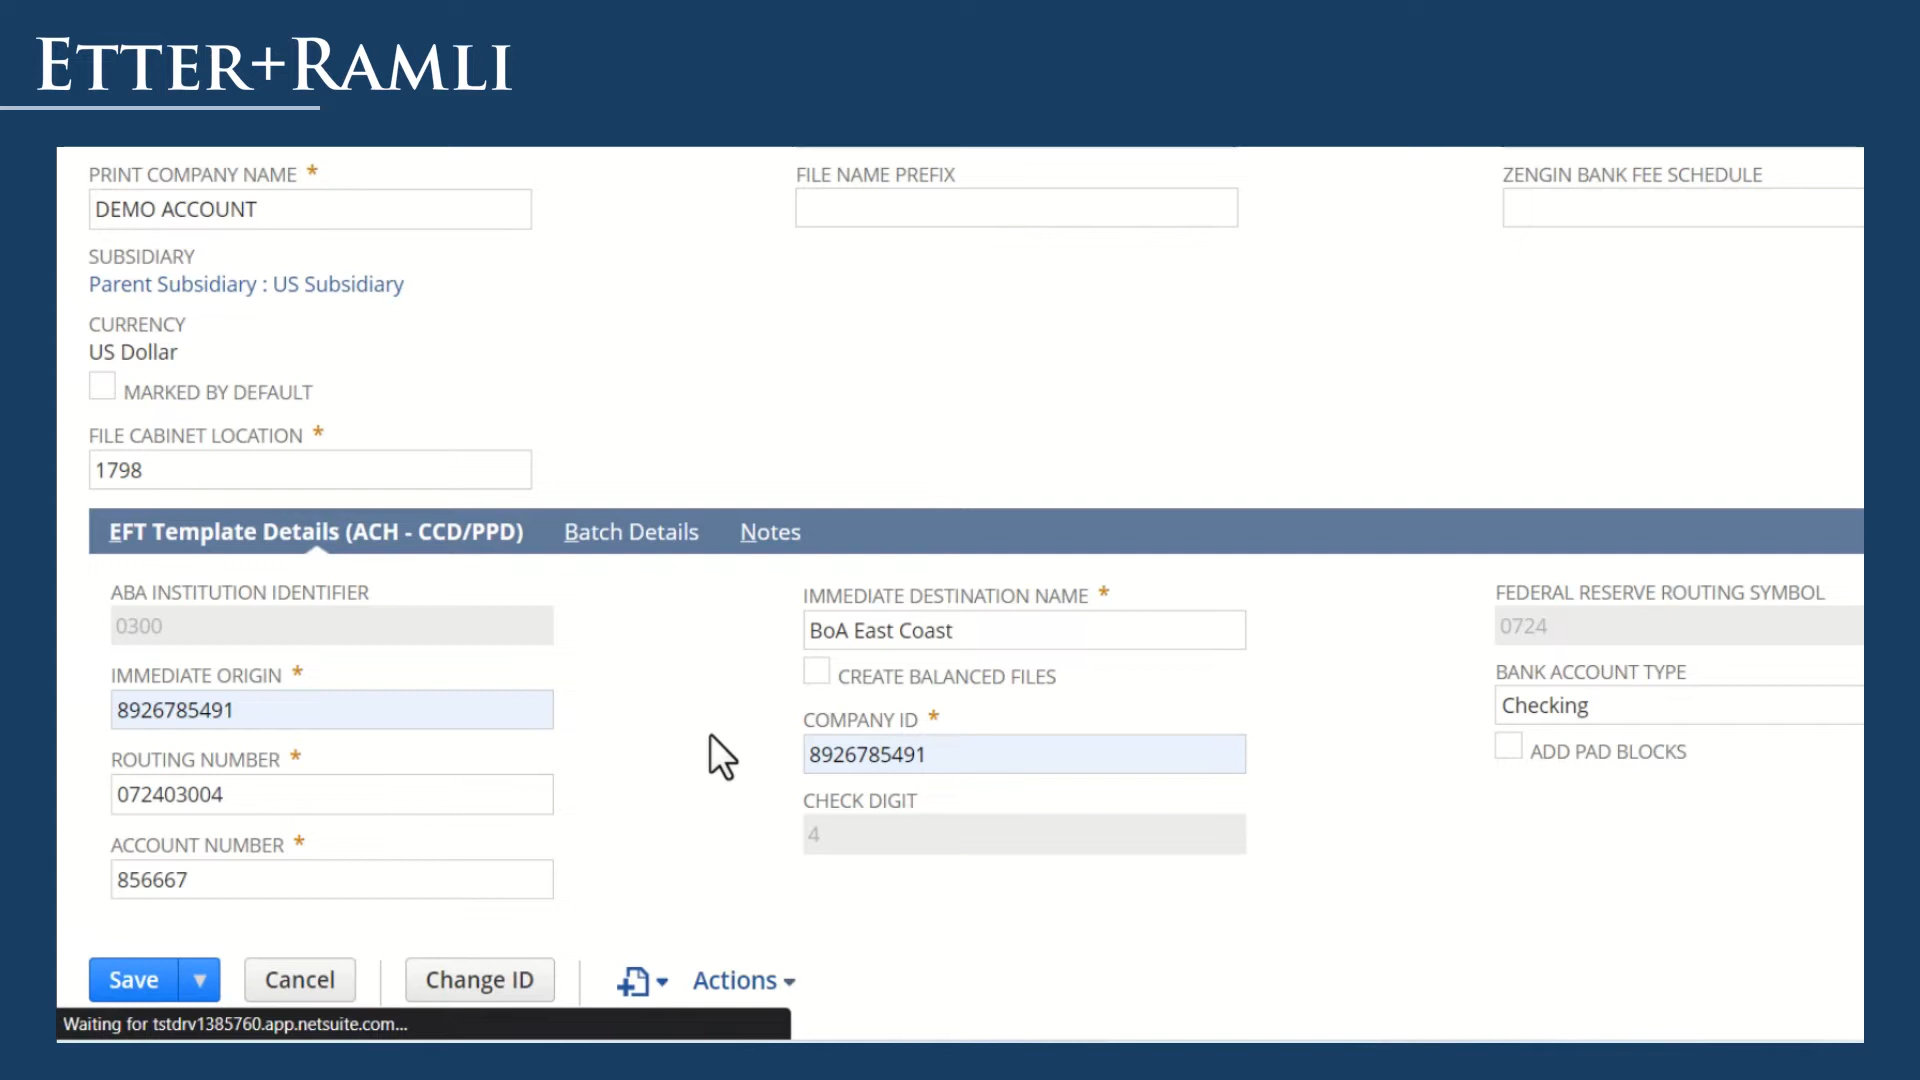 ETTER+RAMLI
PRINT COMPANY NAME *
DEMO ACCOUNT
FILE NAME PREFIX
ZENGIN BANK FEE SCHEDULE
SUBSIDIARY
Parent Subsidiary : US Subsidiary
CURRENCY
US Dollar
MARKED BY DEFAULT
FILE CABINET LOCATION *
1798
EFT Template Details (ACH - CCD/PPD) Batch Details Notes
ABA INSTITUTION IDENTIFIER
0300
IMMEDIATE ORIGIN *
8926785491
ROUTING NUMBER *
072403004
ACCOUNT NUMBER *
856667
IMMEDIATE DESTINATION NAME *
BoA East Coast
CREATE BALANCED FILES
COMPANY ID *
8926785491
CHECK DIGIT
4
FEDERAL RESERVE ROUTING SYMBOL
0724
BANK ACCOUNT TYPE
Checking
ADD PAD BLOCKS
Save Cancel Change ID Actions
Waiting for tstdrv1385760.app.netsuite.com...